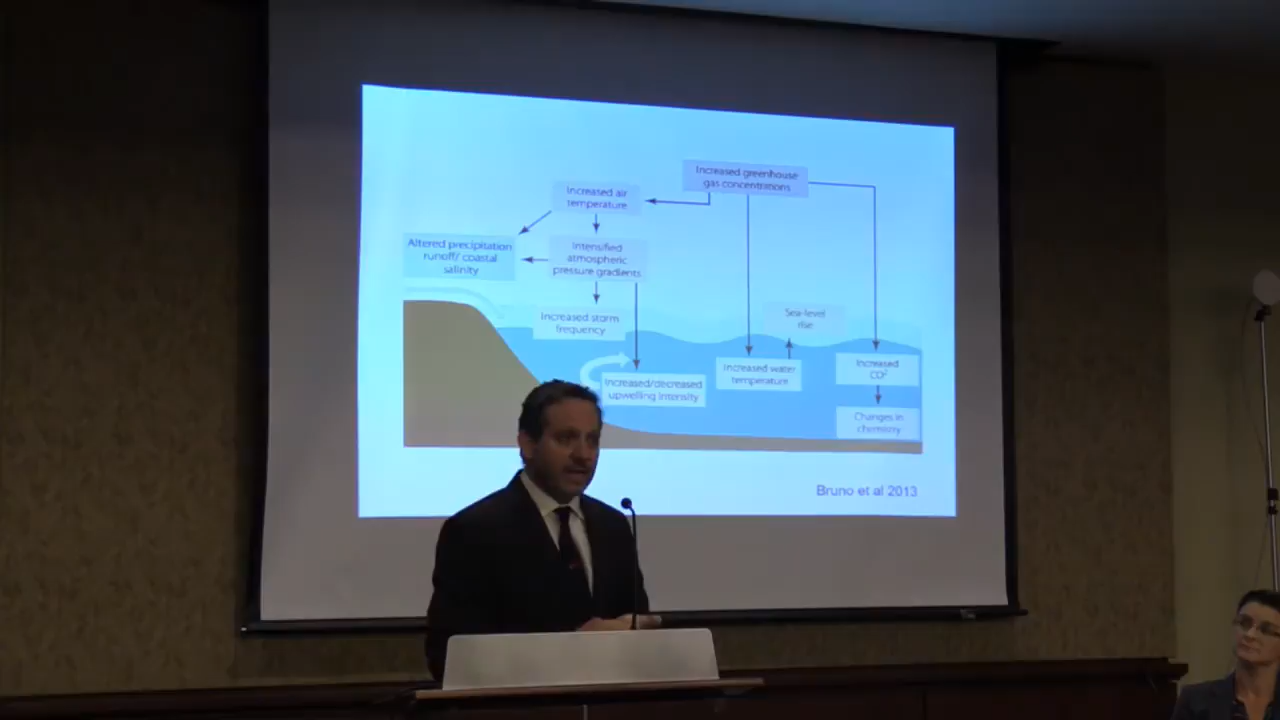 Increased greenhouse
gas concentrations
Increased air
temperature
Altered precipitation
runoff/ coastal
salinity
Intensified
atmospheric
pressure gradients
Increased storm
frequency
Sea-level
rise
Increased/decreased
upwelling intensity
Increased water
temperature
Increased
CO²
Changes in
chemistry
Bruno et al 2013